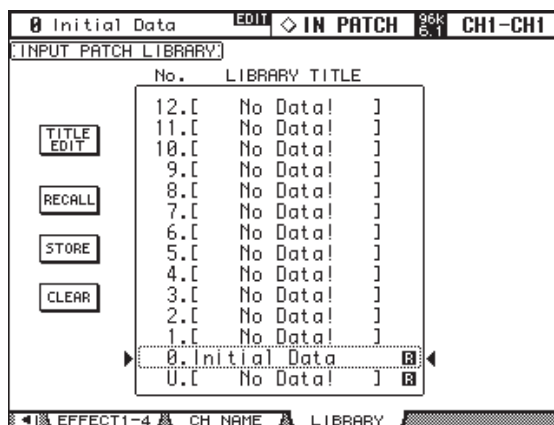 0 Initial Data EDIT ◇ IN PATCH 96k 6.1 CH1-CH1
INPUT PATCH LIBRARY
No. LIBRARY TITLE
12.[ No Data! ]
11.[ No Data! ]
10.[ No Data! ]
9.[ No Data! ]
8.[ No Data! ]
7.[ No Data! ]
6.[ No Data! ]
5.[ No Data! ]
4.[ No Data! ]
3.[ No Data! ]
2.[ No Data! ]
1.[ No Data! ]
0.Initial Data R
U.[ No Data! ] R
TITLE
EDIT
RECALL
STORE
CLEAR
EFFECT1-4 CH NAME LIBRARY